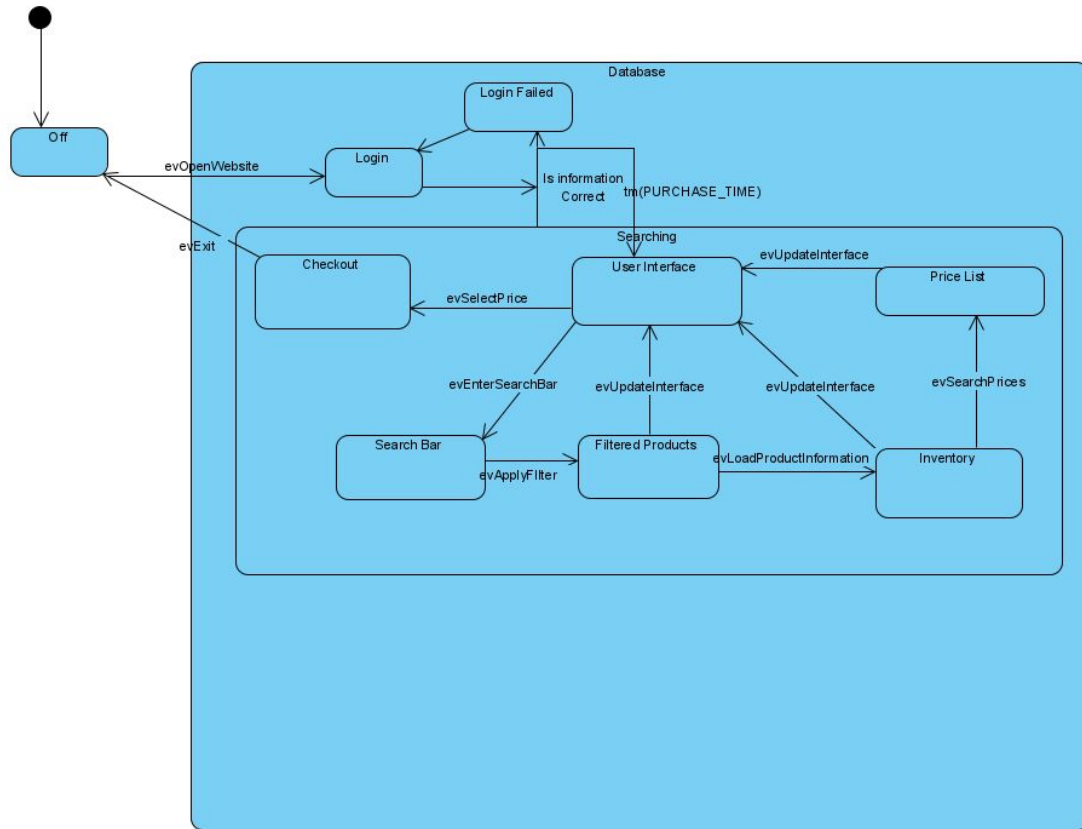 Database
Login Failed
Off
Login
evOpenWebsite
Is information
Correct
tm(PURCHASE_TIME)
Searching
evExit
Checkout
User Interface
evUpdateInterface
Price List
evSelectPrice
evEnterSearchBar
evUpdateInterface
evUpdateInterface
evSearchPrices
Search Bar
Filtered Products
Inventory
evApplyFIlter
evLoadProductInformation